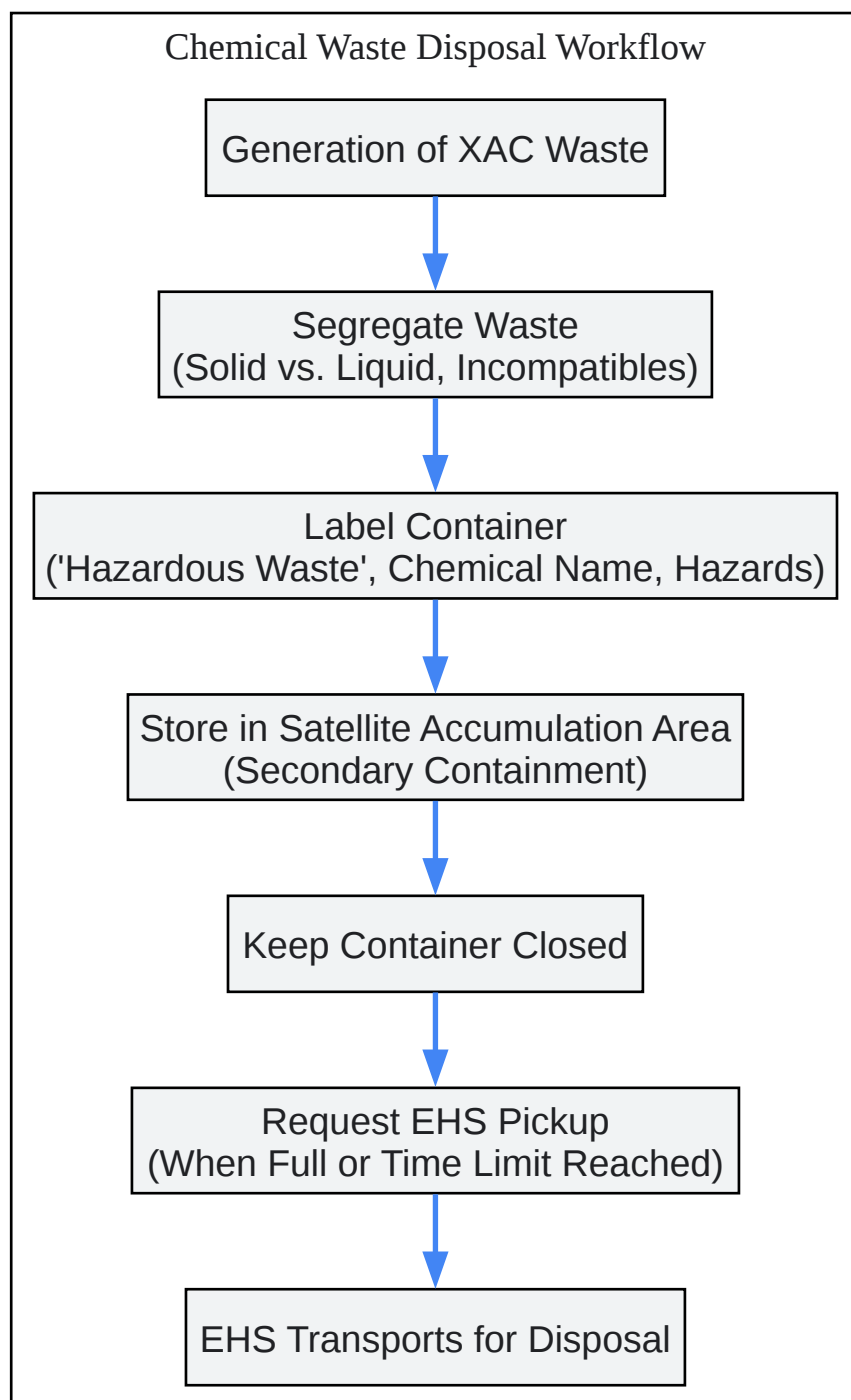 Chemical Waste Disposal Workflow
Generation of XAC Waste
Segregate Waste
(Solid vs. Liquid, Incompatibles)
Label Container
('Hazardous Waste', Chemical Name, Hazards)
Store in Satellite Accumulation Area
(Secondary Containment)
Keep Container Closed
Request EHS Pickup
(When Full or Time Limit Reached)
EHS Transports for Disposal